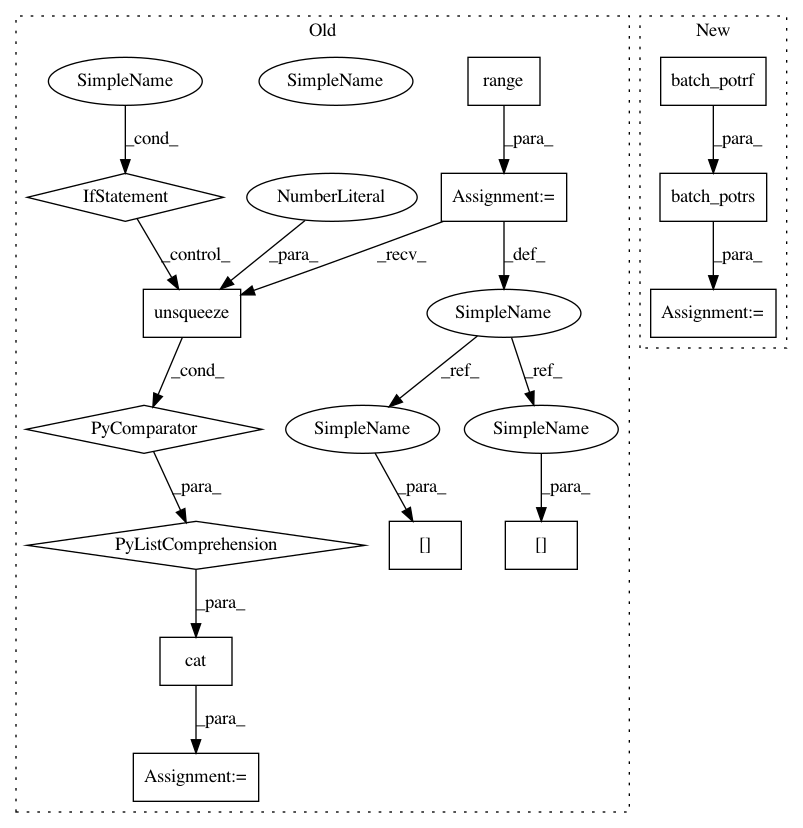 Old
New
SimpleName
SimpleName
range
batch_potrf
_cond_
_para_
_para_
IfStatement
NumberLiteral
Assignment:=
batch_potrs
_control_
_para_
_recv_
_def_
_para_
unsqueeze
SimpleName
Assignment:=
_cond_
_ref_
_ref_
PyComparator
SimpleName
SimpleName
_para_
_para_
_para_
PyListComprehension
[]
[]
_para_
cat
_para_
Assignment:=